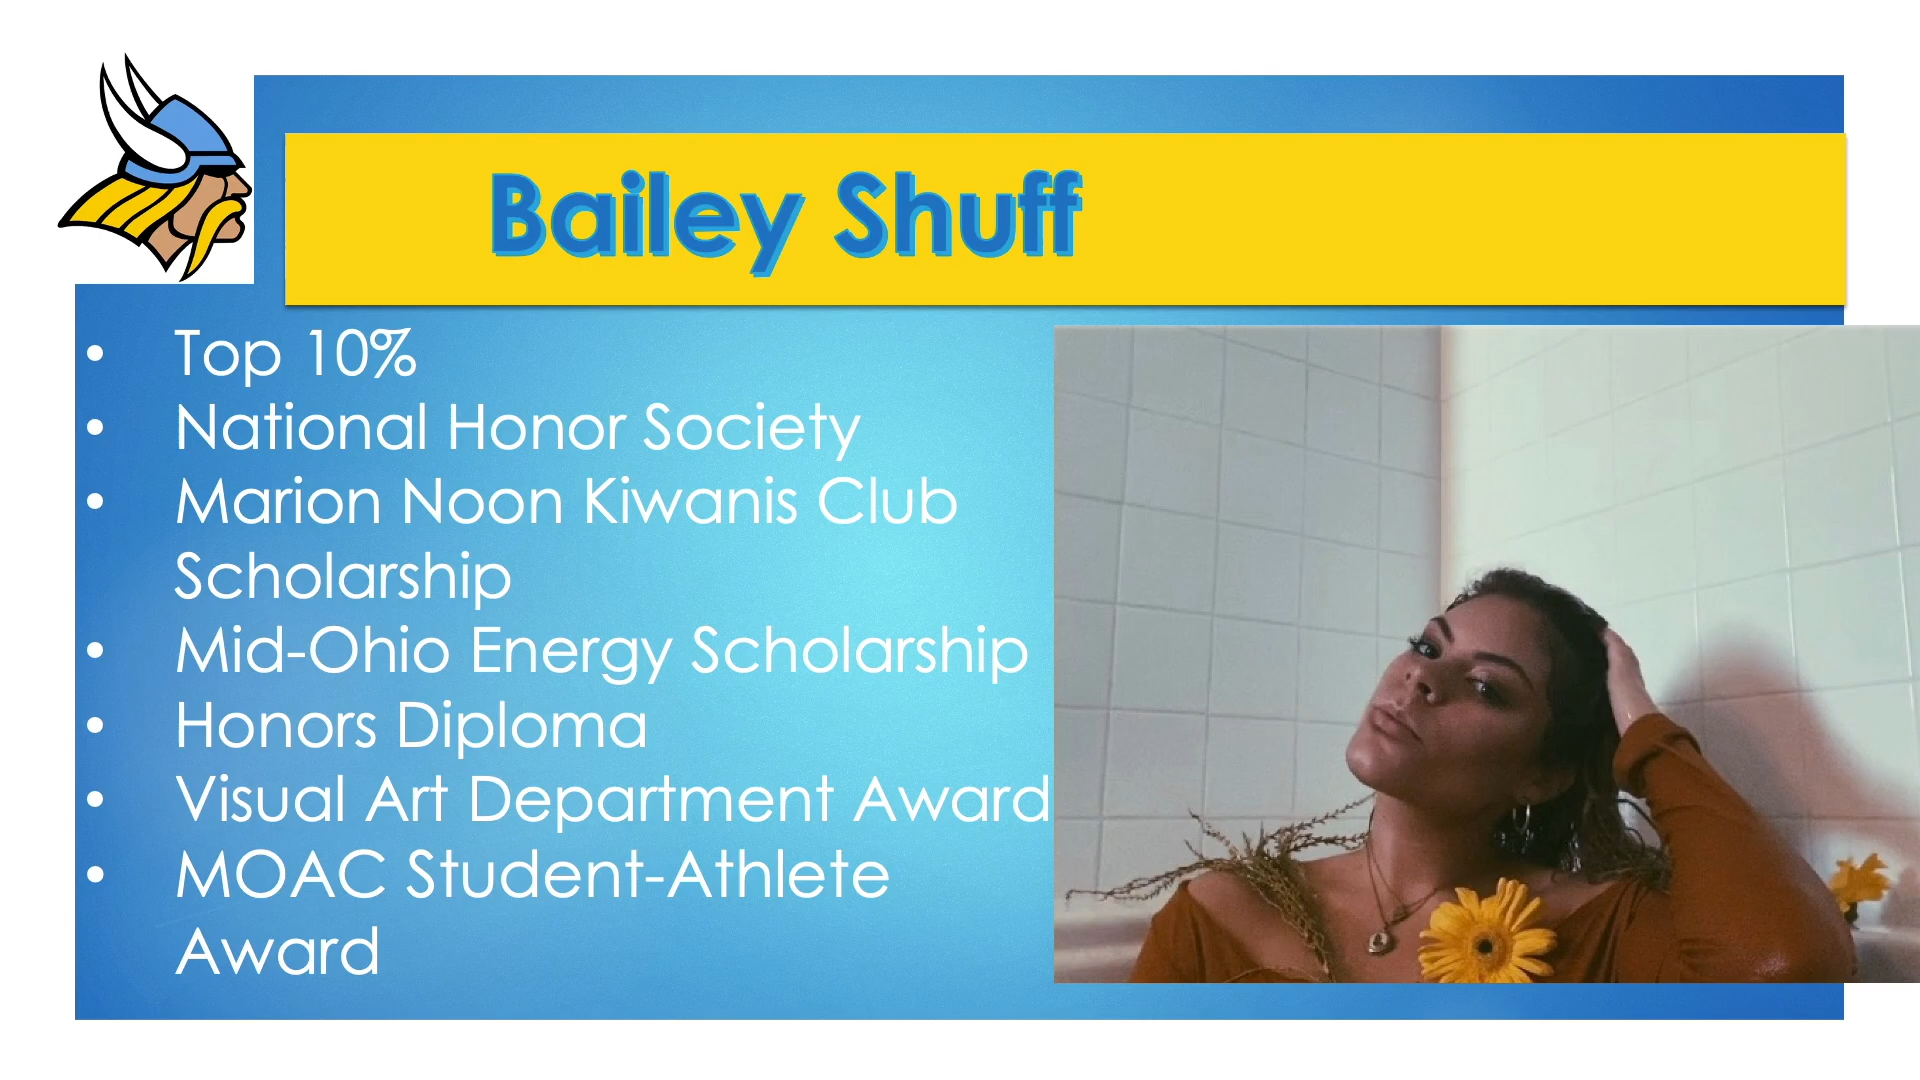 Bailey Shuff
• Top 10%
• National Honor Society
• Marion Noon Kiwanis Club
Scholarship
• Mid-Ohio Energy Scholarship
• Honors Diploma
• Visual Art Department Award
• MOAC Student-Athlete
Award